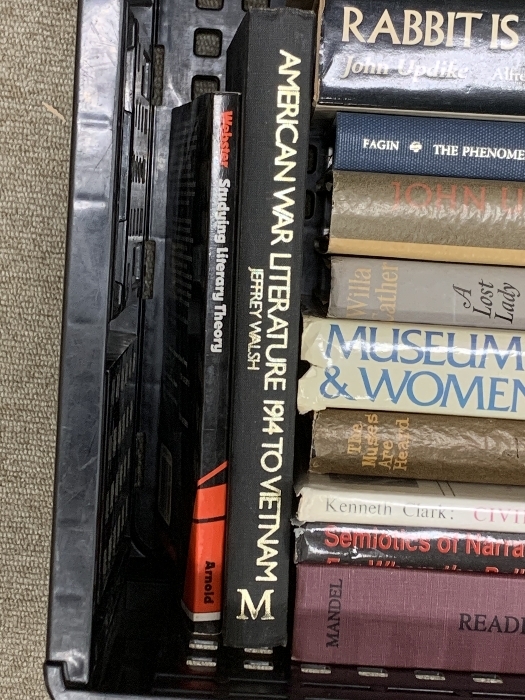 Webster Studying Literary Theory
Arnold
AMERICAN WAR LITERATURE 1914 TO VIETNAM
JEFFREY WALSH
M
RABBIT IS
John Updike
FAGIN THE PHENOME
JOHN
Willa
Cather
A
Lost
Lady
MUSEUM
& WOMEN
The
Muses
Are
Heard
Kenneth Clark: CIVI
Semiotics of Narra
MANDEL
READI